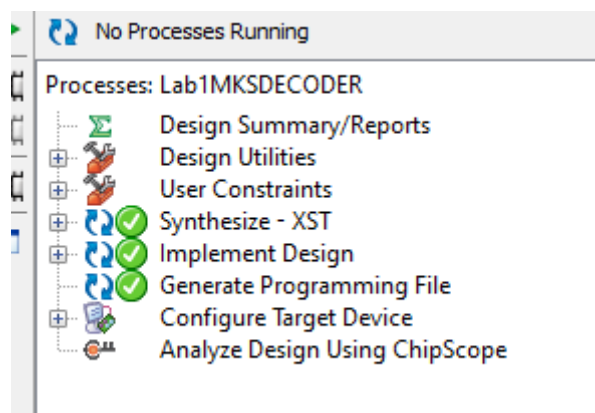 No Processes Running
Processes: Lab1MKSDECODER
Design Summary/Reports
Design Utilities
User Constraints
Synthesize - XST
Implement Design
Generate Programming File
Configure Target Device
Analyze Design Using ChipScope